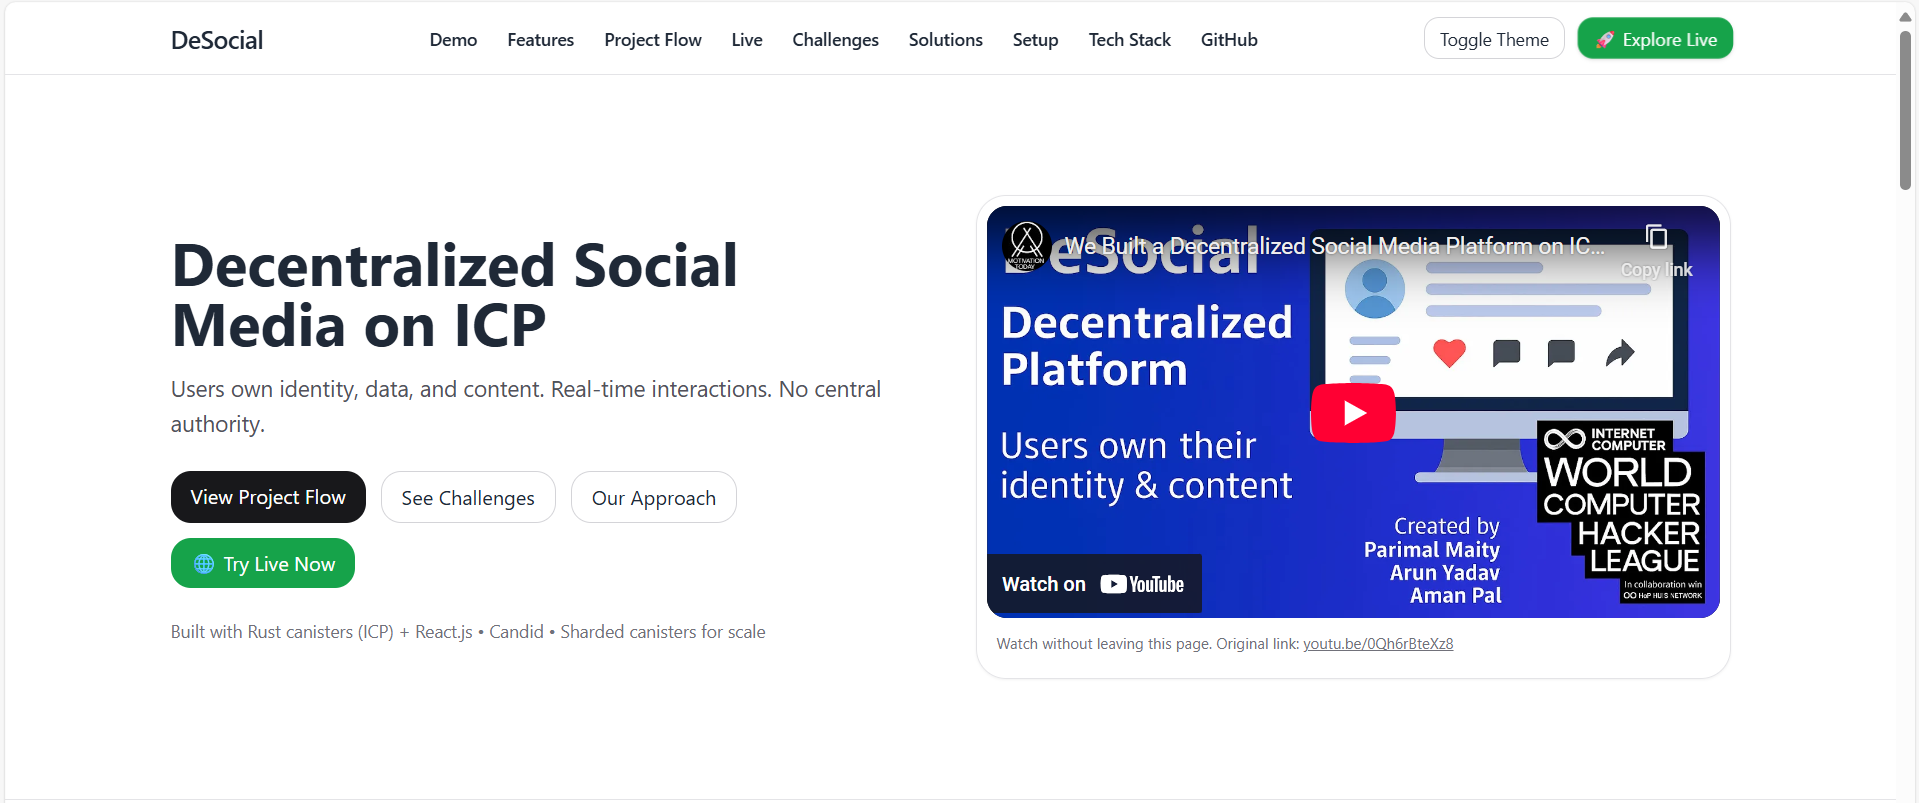 DeSocial
Demo Features Project Flow Live Challenges Solutions Setup Tech Stack GitHub
Toggle Theme
Explore Live
Decentralized Social
Media on ICP
Users own identity, data, and content. Real-time interactions. No central
authority.
View Project Flow
See Challenges
Our Approach
Try Live Now
Built with Rust canisters (ICP) + React.js • Candid • Sharded canisters for scale
MOTIVATION
TODAY
We Built a Decentralized Social Media Platform on IC...
Copy link
DeSocial
Decentralized
Platform
Users own their
identity & content
Created by
Parimal Maity
Arun Yadav
Aman Pal
INTERNET
COMPUTER
WORLD
COMPUTER
HACKER
LEAGUE
In collaboration win
Watch on YouTube
Watch without leaving this page. Original link: youtu.be/0Qh6rBteXz8